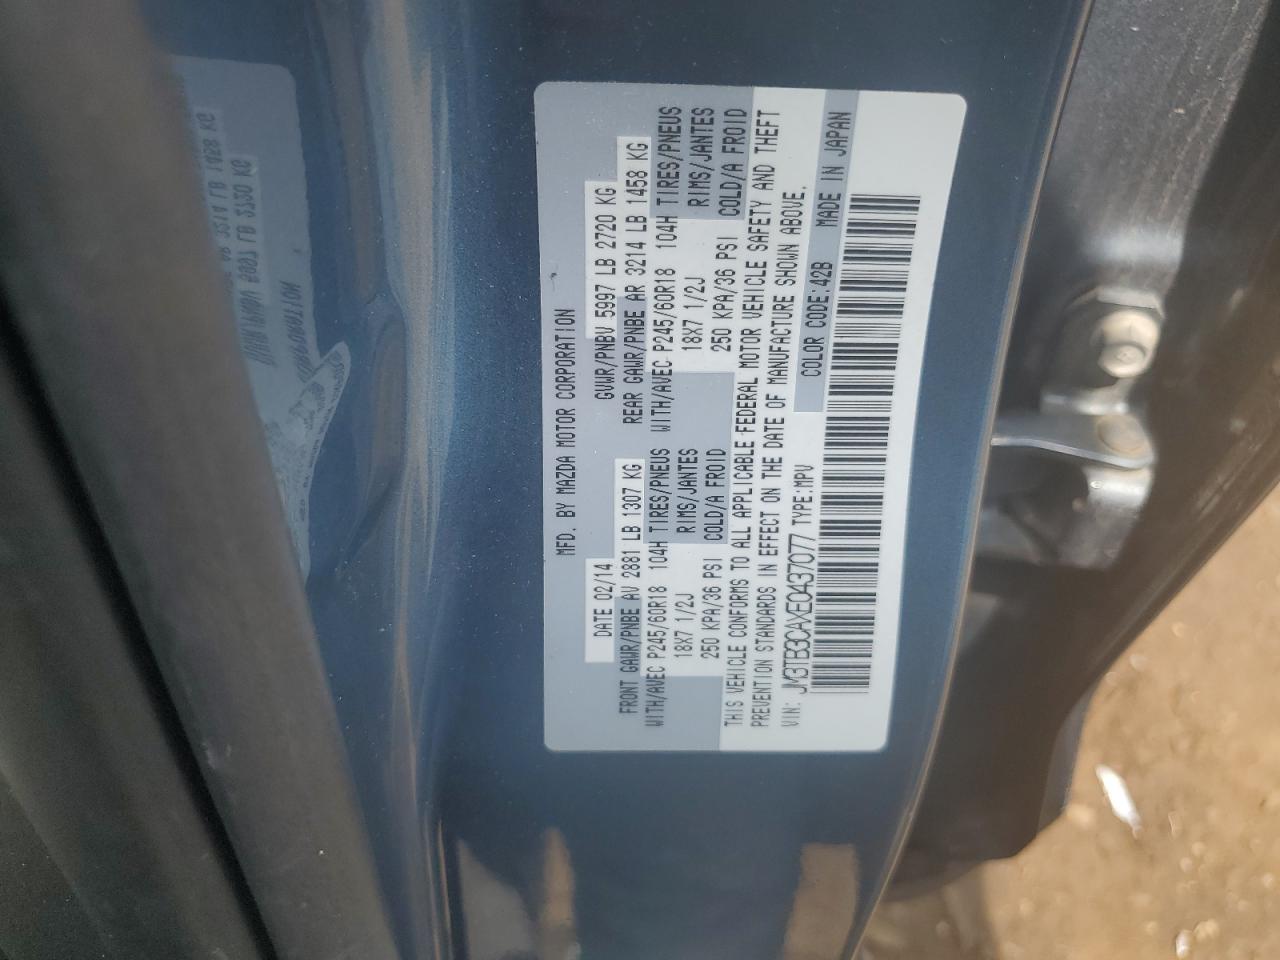 MFD. BY MAZDA MOTOR CORPORATION
DATE 02/14 GVWR/PNBV 5997 LB 2720 KG
FRONT GAWR/PNBE AV 2881 LB 1307 KG REAR GAWR/PNBE AR 3214 LB 1458 KG
WITH/AVEC P245/60R18 104H TIRES/PNEUS WITH/AVEC P245/60R18 104H TIRES/PNEUS
18X7 1/2J RIMS/JANTES 18X7 1/2J RIMS/JANTES
250 KPA/36 PSI COLD/A FROID 250 KPA/36 PSI COLD/A FROID
THIS VEHICLE CONFORMS TO ALL APPLICABLE FEDERAL MOTOR VEHICLE SAFETY AND THEFT
PREVENTION STANDARDS IN EFFECT ON THE DATE OF MANUFACTURE SHOWN ABOVE.
VIN: JM3TB3CAXE0437077 TYPE:MPV COLOR CODE:42B MADE IN JAPAN